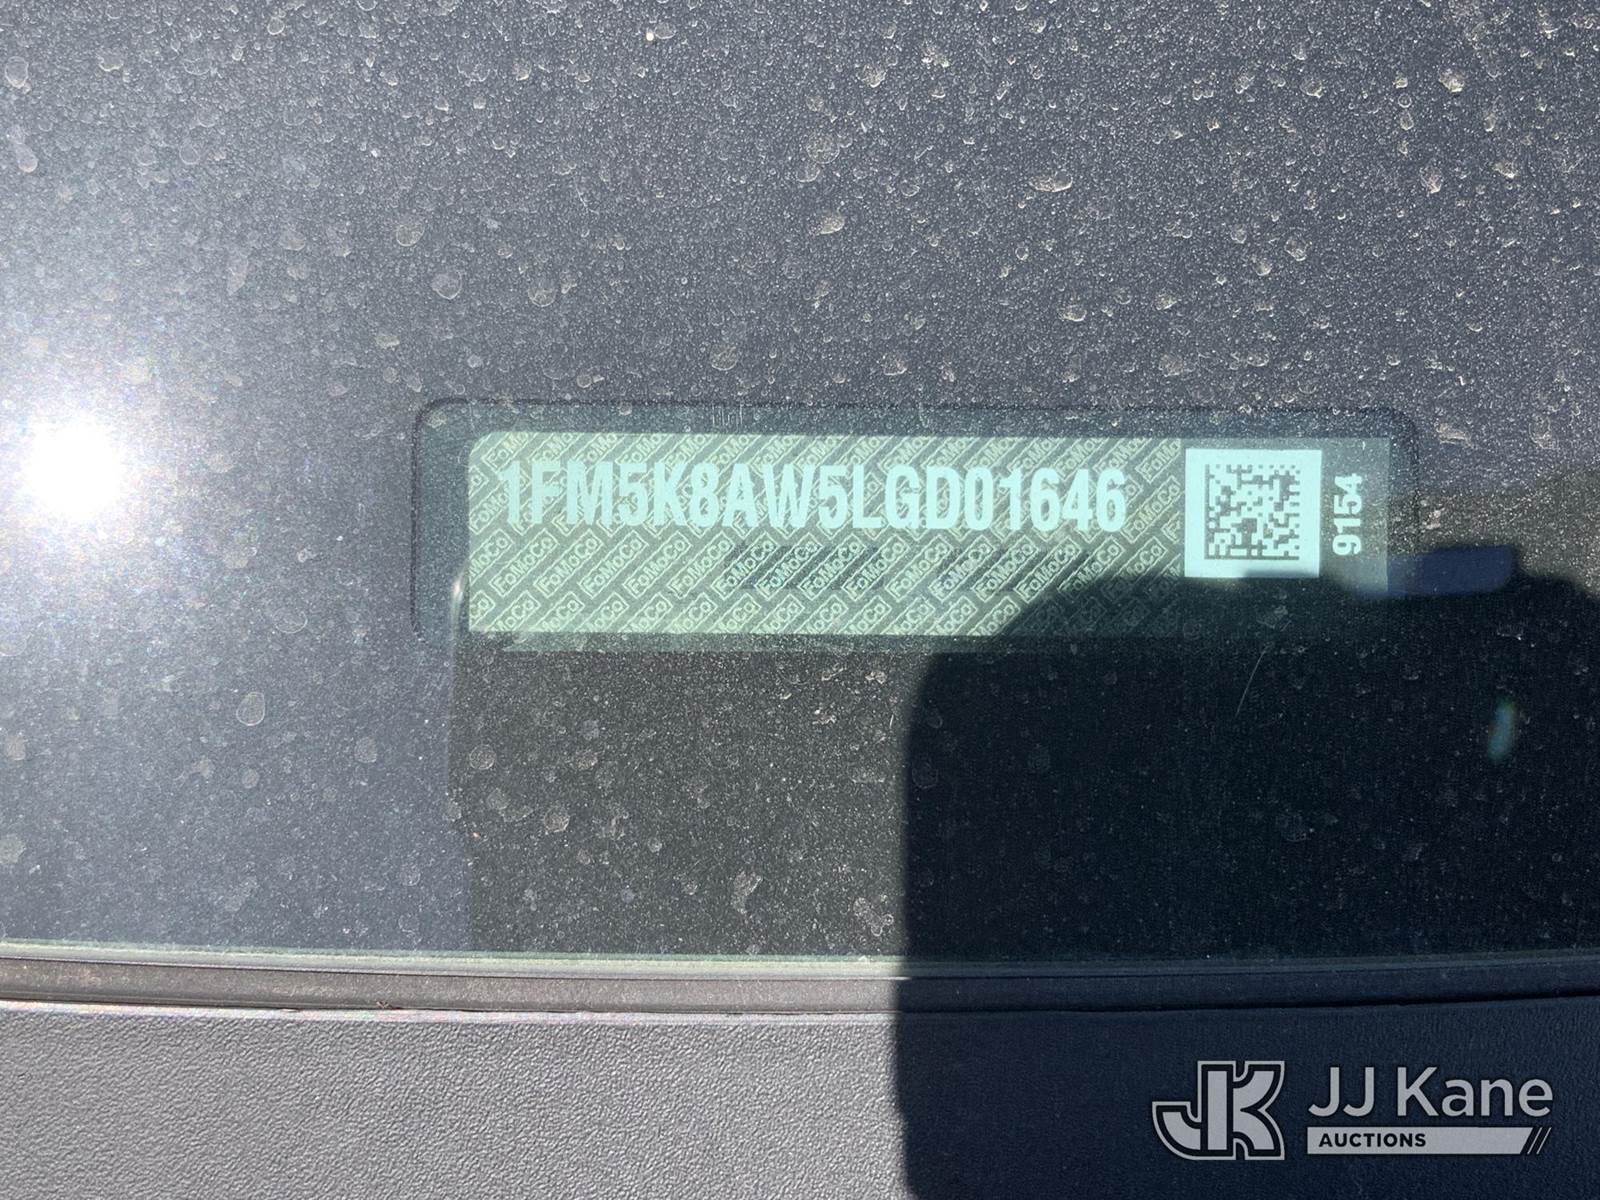 1FM5K8AW5LGD01646
9154
FoMoCo
JK
JJ Kane
AUCTIONS